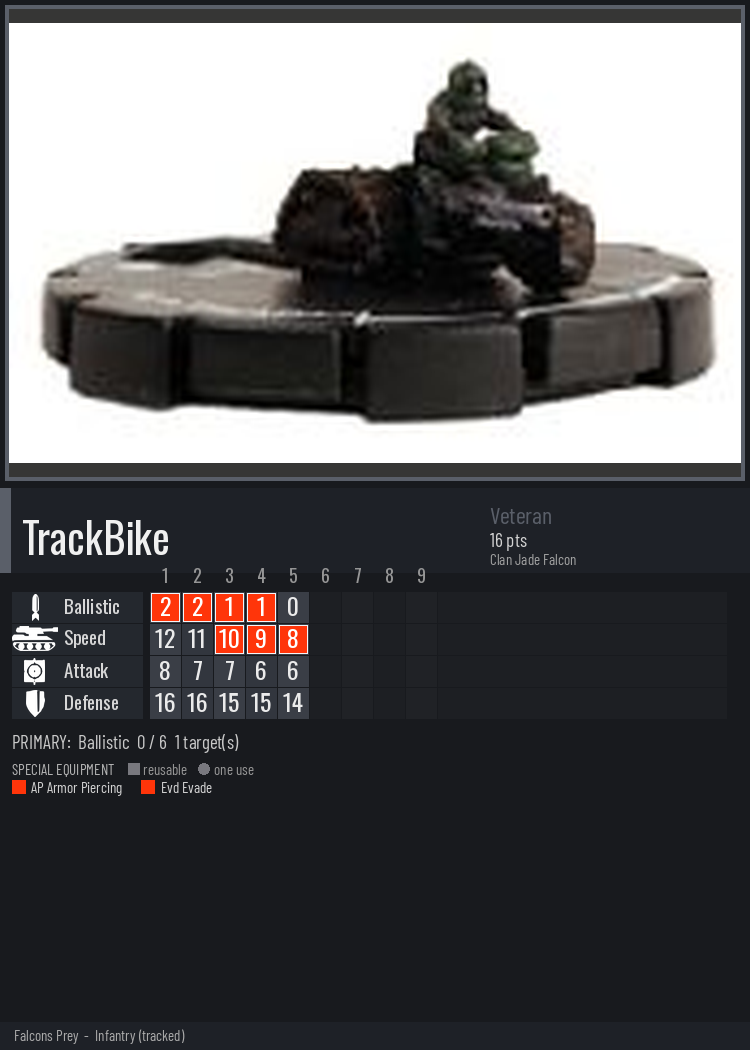 TrackBike
Veteran
16 pts
Clan Jade Falcon
1 2 3 4 5 6 7 8 9
Ballistic 2 2 1 1 0
Speed 12 11 10 9 8
Attack 8 7 7 6 6
Defense 16 16 15 15 14
PRIMARY: Ballistic 0 / 6 1 target(s)
SPECIAL EQUIPMENT reusable one use
AP Armor Piercing Evd Evade
Falcons Prey - Infantry (tracked)